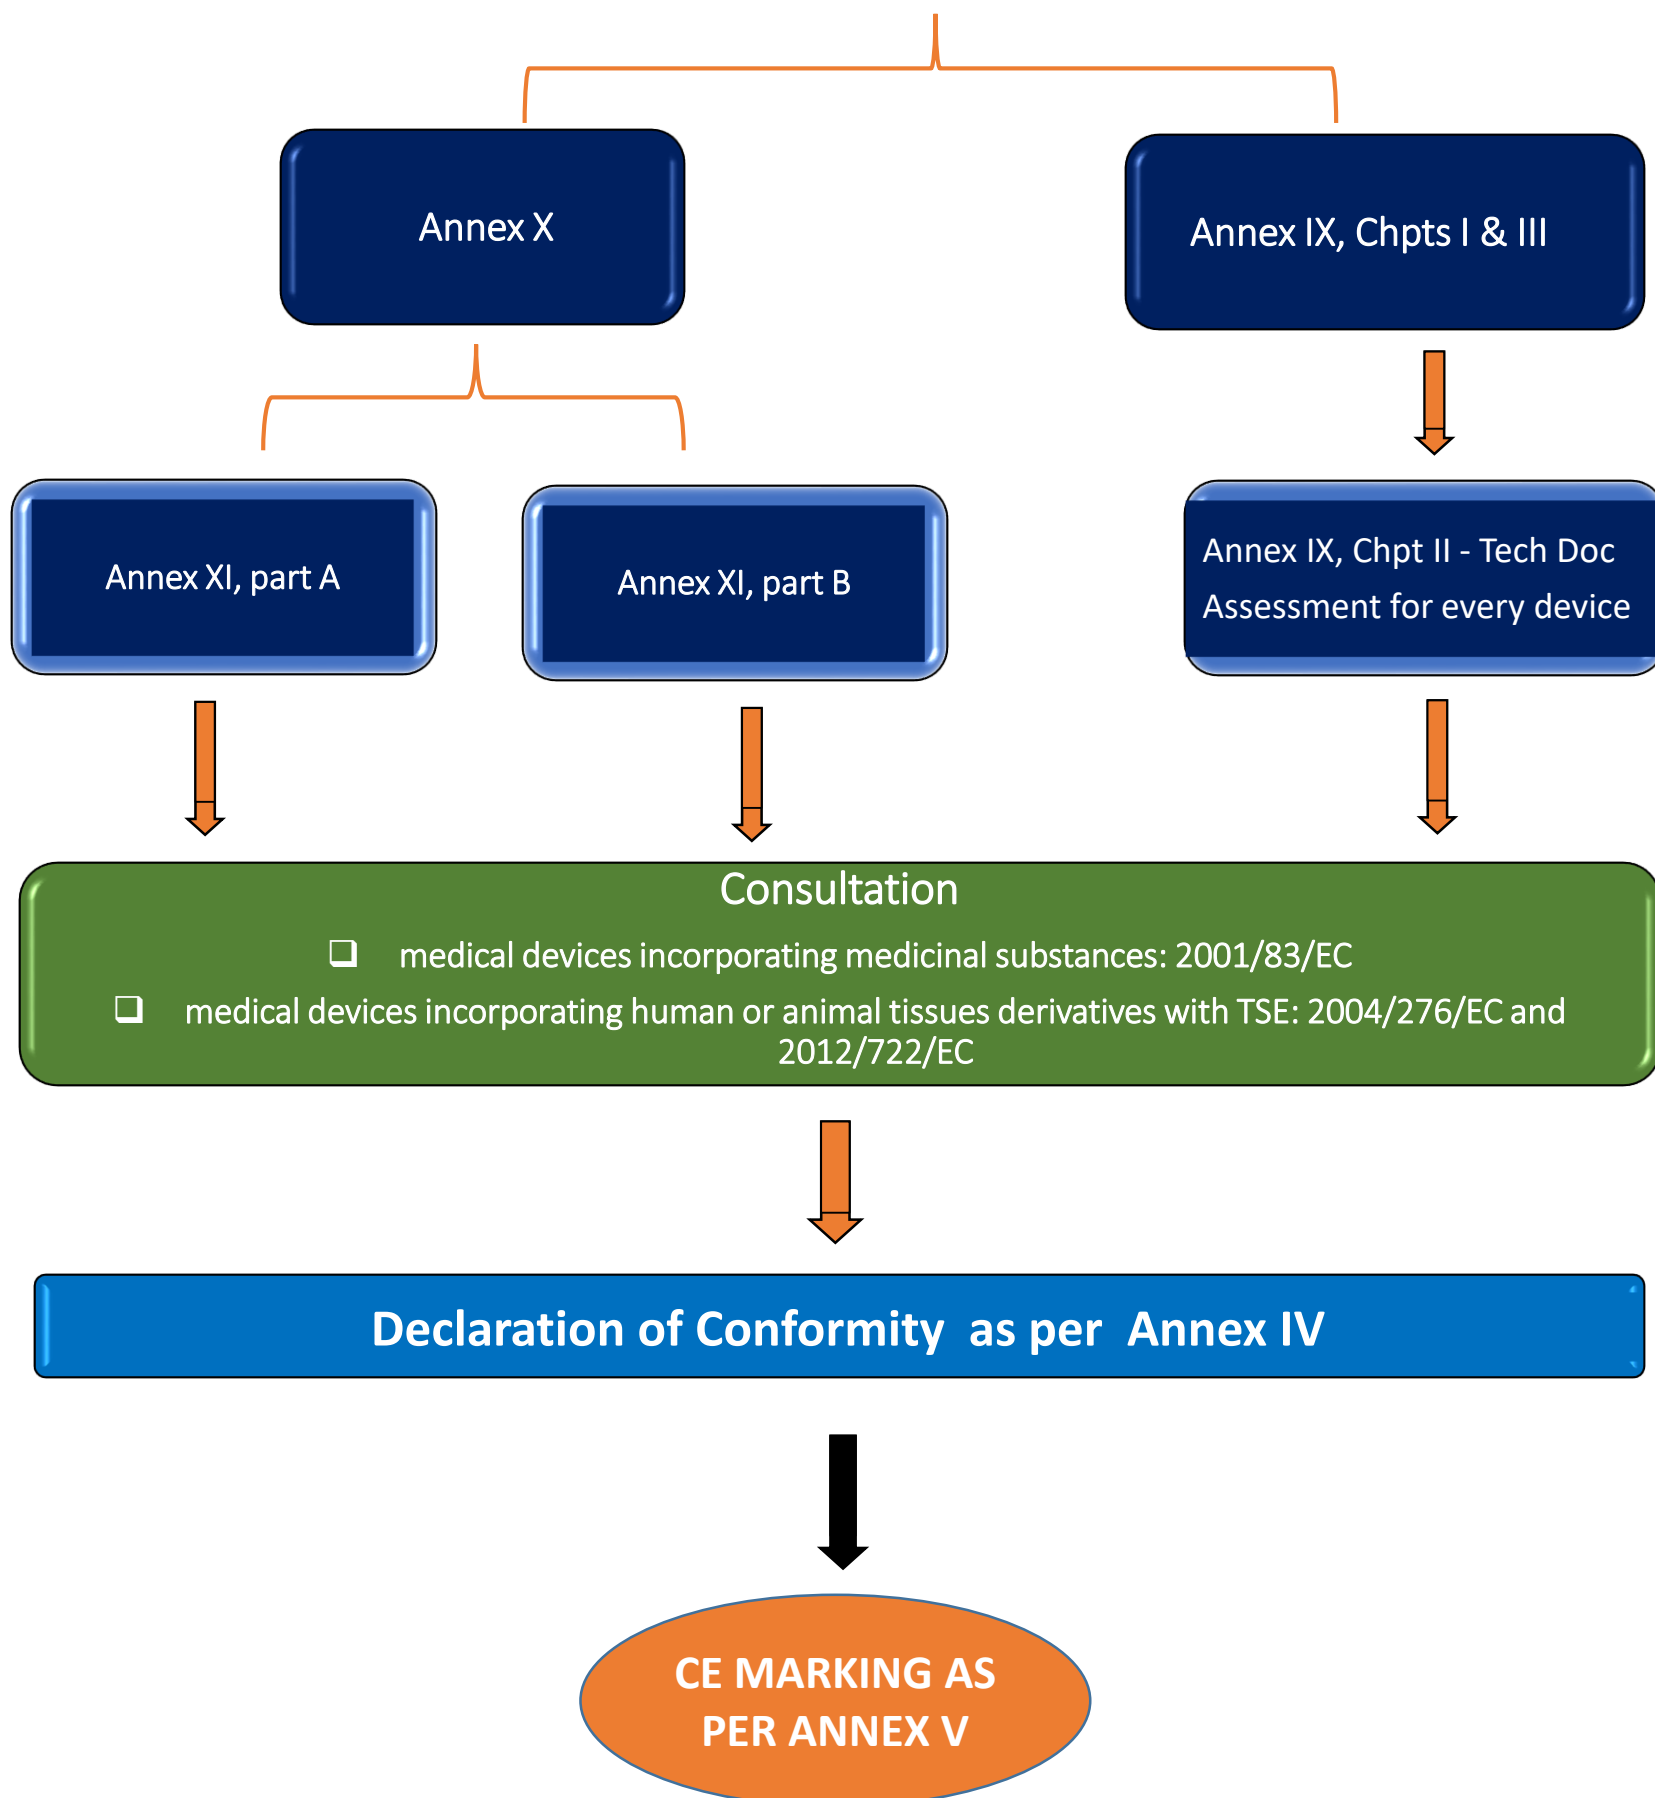 Annex X
Annex IX, Chpts I & III
Annex XI, part A
Annex XI, part B
Annex IX, Chpt II - Tech Doc
Assessment for every device
Consultation
❑ medical devices incorporating medicinal substances: 2001/83/EC
❑ medical devices incorporating human or animal tissues derivatives with TSE: 2004/276/EC and
2012/722/EC
Declaration of Conformity as per Annex IV
CE MARKING AS
PER ANNEX V